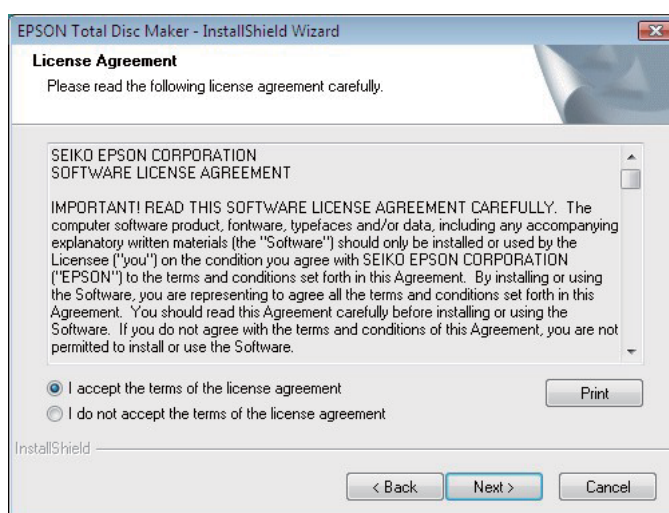 EPSON Total Disc Maker - InstallShield Wizard
License Agreement
Please read the following license agreement carefully.
SEIKO EPSON CORPORATION
SOFTWARE LICENSE AGREEMENT
IMPORTANT! READ THIS SOFTWARE LICENSE AGREEMENT CAREFULLY. The
computer software product, fontware, typefaces and/or data, including any accompanying
explanatory written materials (the "Software") should only be installed or used by the
Licensee ("you") on the condition you agree with SEIKO EPSON CORPORATION
("EPSON") to the terms and conditions set forth in this Agreement. By installing or using
the Software, you are representing to agree all the terms and conditions set forth in this
Agreement. You should read this Agreement carefully before installing or using the
Software. If you do not agree with the terms and conditions of this Agreement, you are not
permitted to install or use the Software.
I accept the terms of the license agreement
Print
I do not accept the terms of the license agreement
InstallShield
< Back
Next >
Cancel